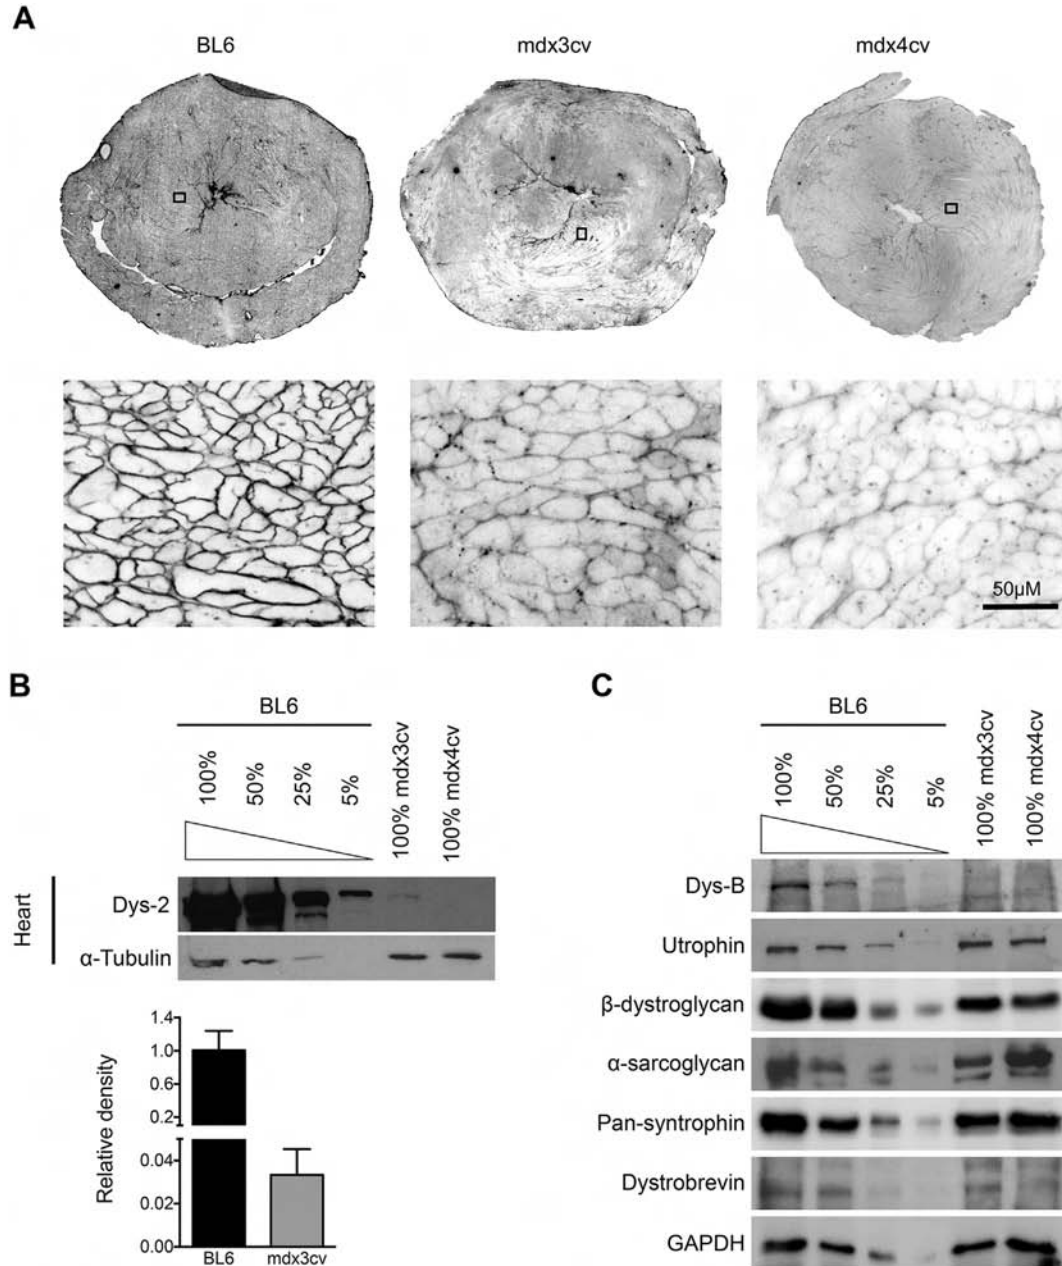 A
BL6 mdx3cv mdx4cv
50µM
B
BL6
100% 50% 25% 5% 100% mdx3cv 100% mdx4cv
Heart
Dys-2
α-Tubulin
Relative density
1.4
1.0
0.6
0.2
0.04
0.02
0.00
BL6 mdx3cv
C
BL6
100% 50% 25% 5% 100% mdx3cv 100% mdx4cv
Dys-B
Utrophin
β-dystroglycan
α-sarcoglycan
Pan-syntrophin
Dystrobrevin
GAPDH